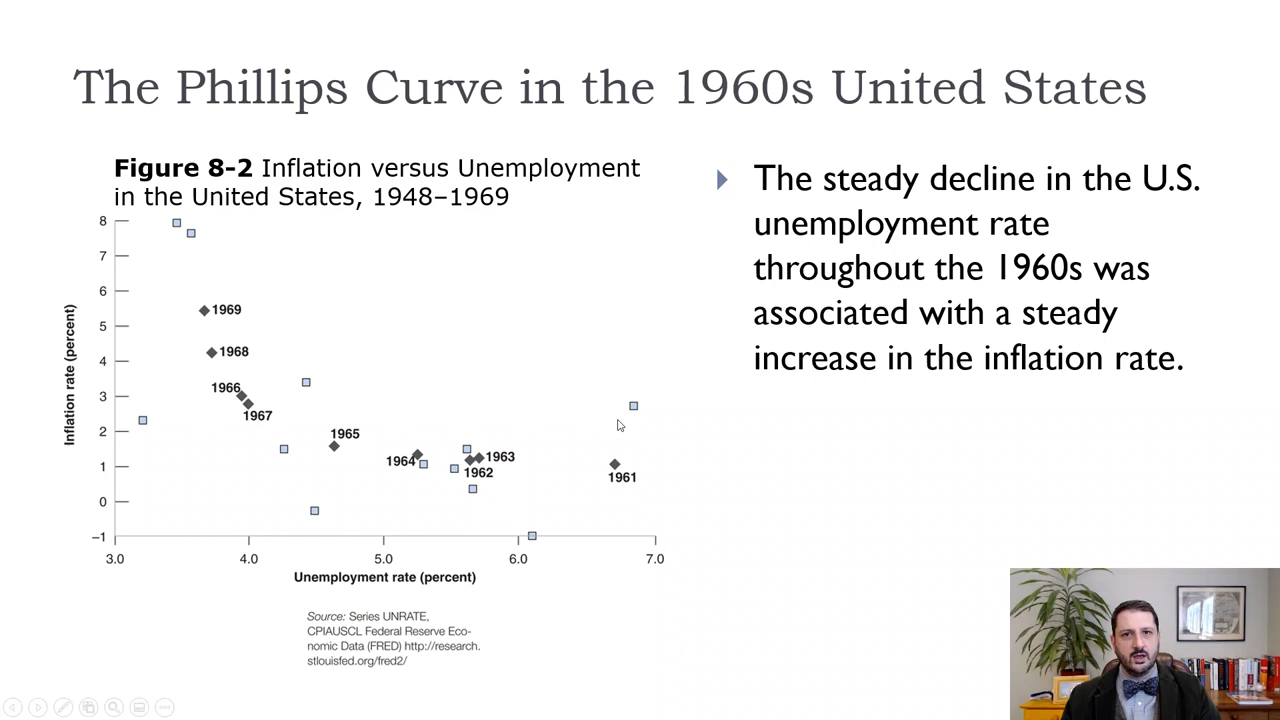 The Phillips Curve in the 1960s United States
Figure 8-2 Inflation versus Unemployment
in the United States, 1948–1969
8
7
6
5
4
3
2
1
0
−1
Inflation rate (percent)
1969
1968
1966
1967
1965
1964
1963
1962
1961
3.0
4.0
5.0
6.0
7.0
Unemployment rate (percent)
Source: Series UNRATE,
CPIAUSCL Federal Reserve Eco-
nomic Data (FRED) http://research.
stlouisfed.org/fred2/
The steady decline in the U.S.
unemployment rate
throughout the 1960s was
associated with a steady
increase in the inflation rate.